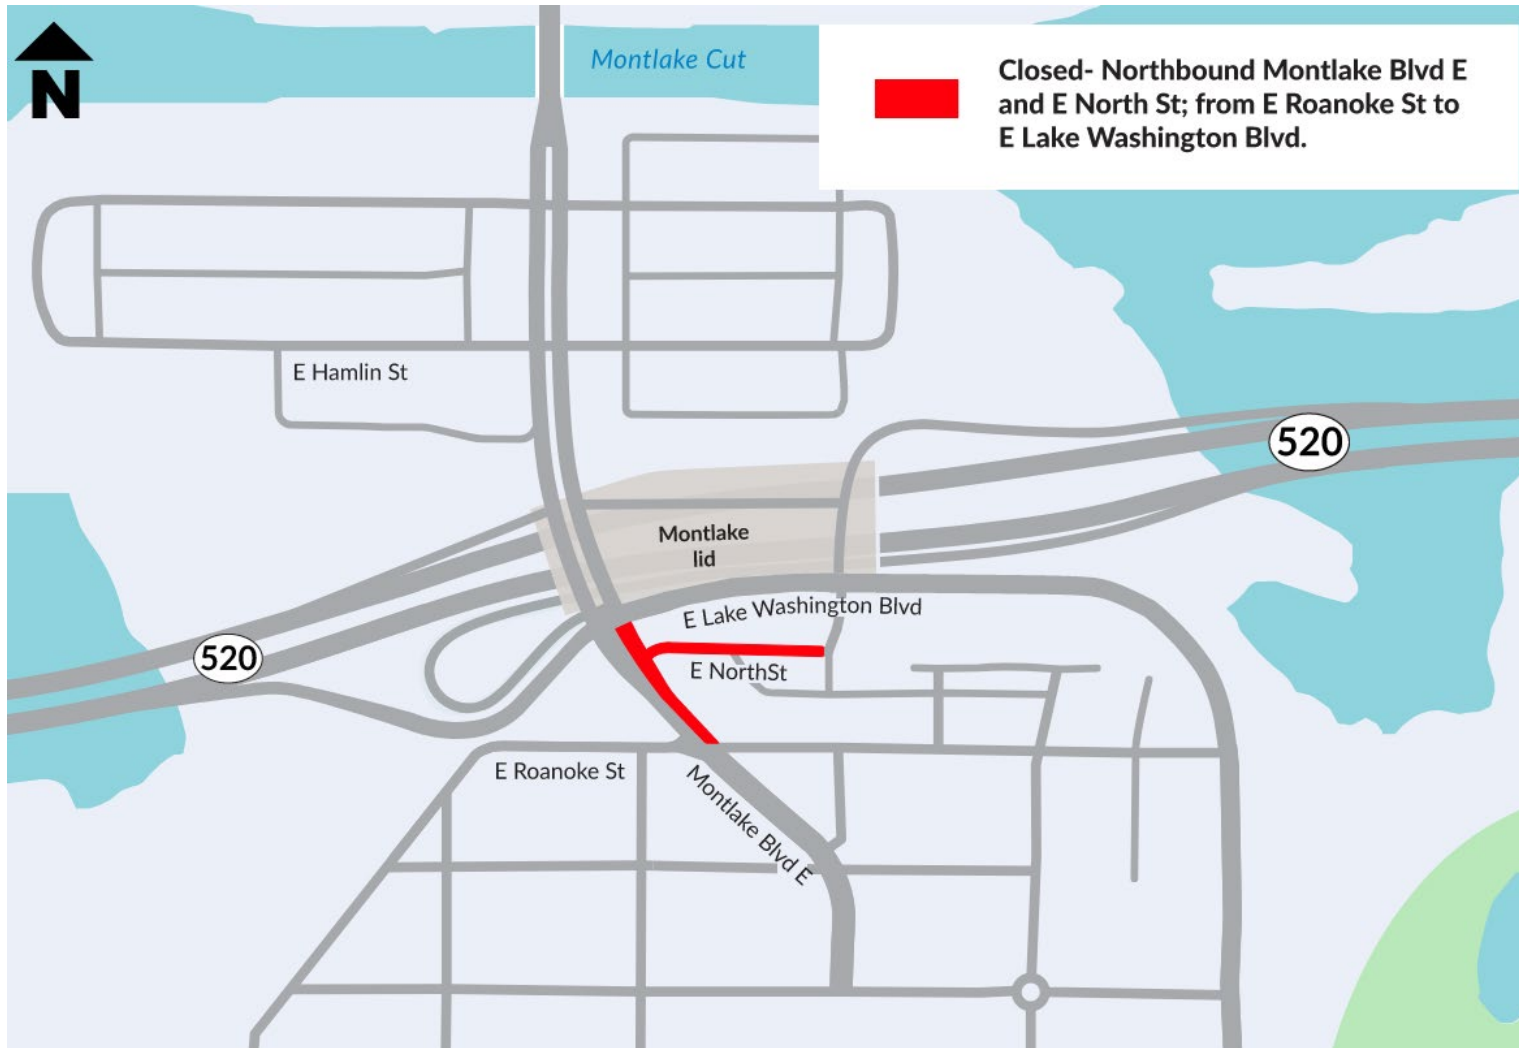 N
Montlake Cut
Closed- Northbound Montlake Blvd E
and E North St; from E Roanoke St to
E Lake Washington Blvd.
E Hamlin St
520
Montlake
lid
E Lake Washington Blvd
520
E NorthSt
E Roanoke St
Montlake Blvd E